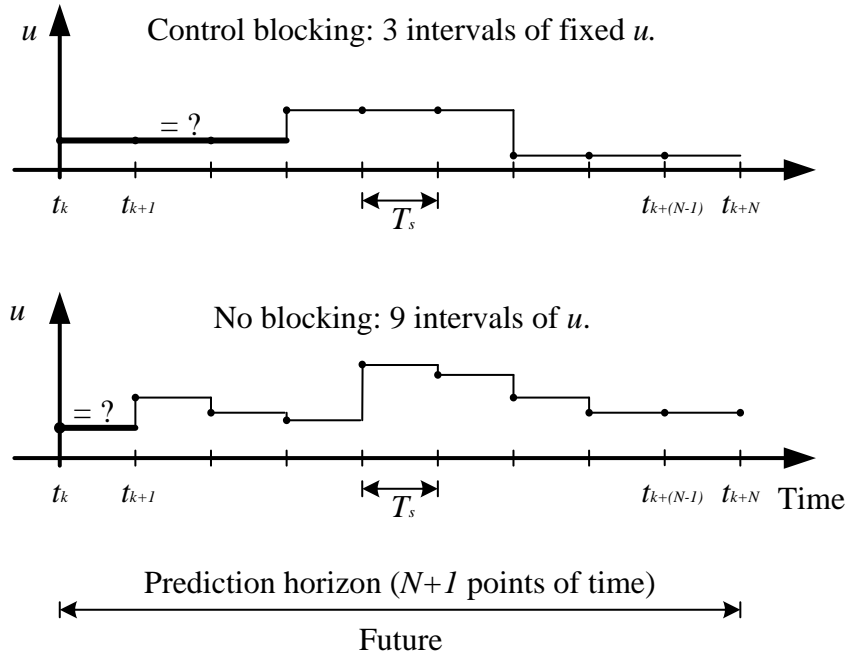 u
Control blocking: 3 intervals of fixed u.
= ?
t_k t_{k+1} t_{k+(N-1)} t_{k+N}
T_s
u
No blocking: 9 intervals of u.
= ?
t_k t_{k+1} t_{k+(N-1)} t_{k+N} Time
T_s
Prediction horizon (N+1 points of time)
Future